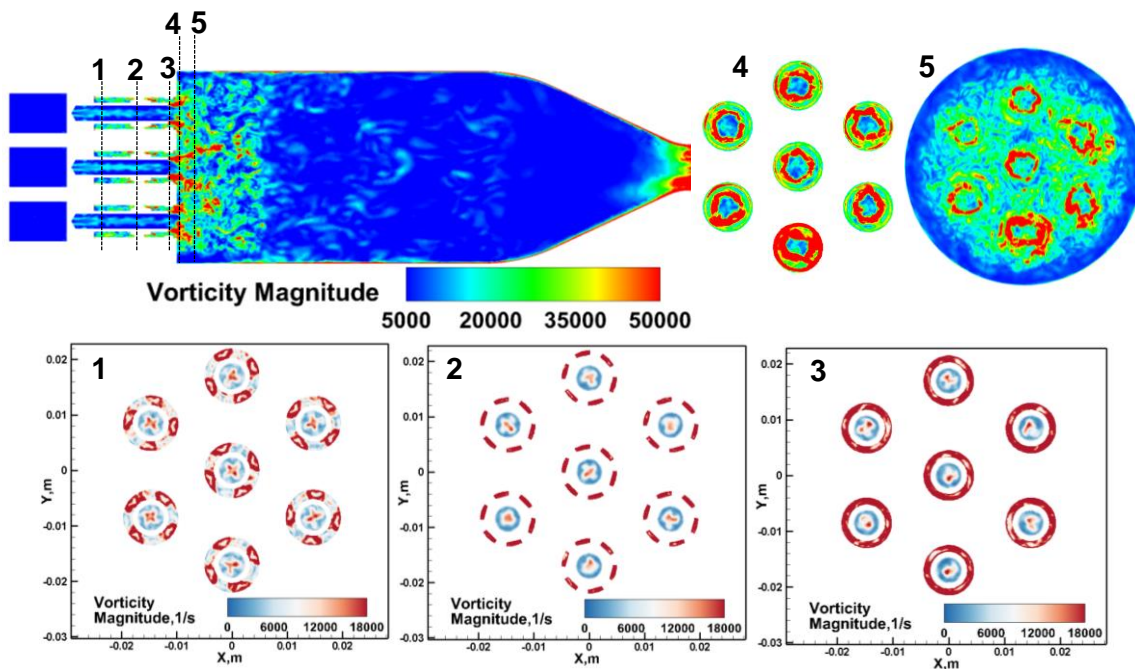 4
5
1
2
3
4
5
Vorticity Magnitude
5000 20000 35000 50000
1
0.02
0.01
0
-0.01
-0.02
-0.03
Y,m
Vorticity
Magnitude,1/s
0 6000 12000 18000
-0.02 -0.01 0 0.01 0.02
X,m
2
0.02
0.01
0
-0.01
-0.02
-0.03
Y,m
Vorticity
Magnitude,1/s
0 6000 12000 18000
-0.02 -0.01 0 0.01 0.02
X,m
3
0.02
0.01
0
-0.01
-0.02
-0.03
Y,m
Vorticity
Magnitude,1/s
0 6000 12000 18000
-0.02 -0.01 0 0.01 0.02
X,m